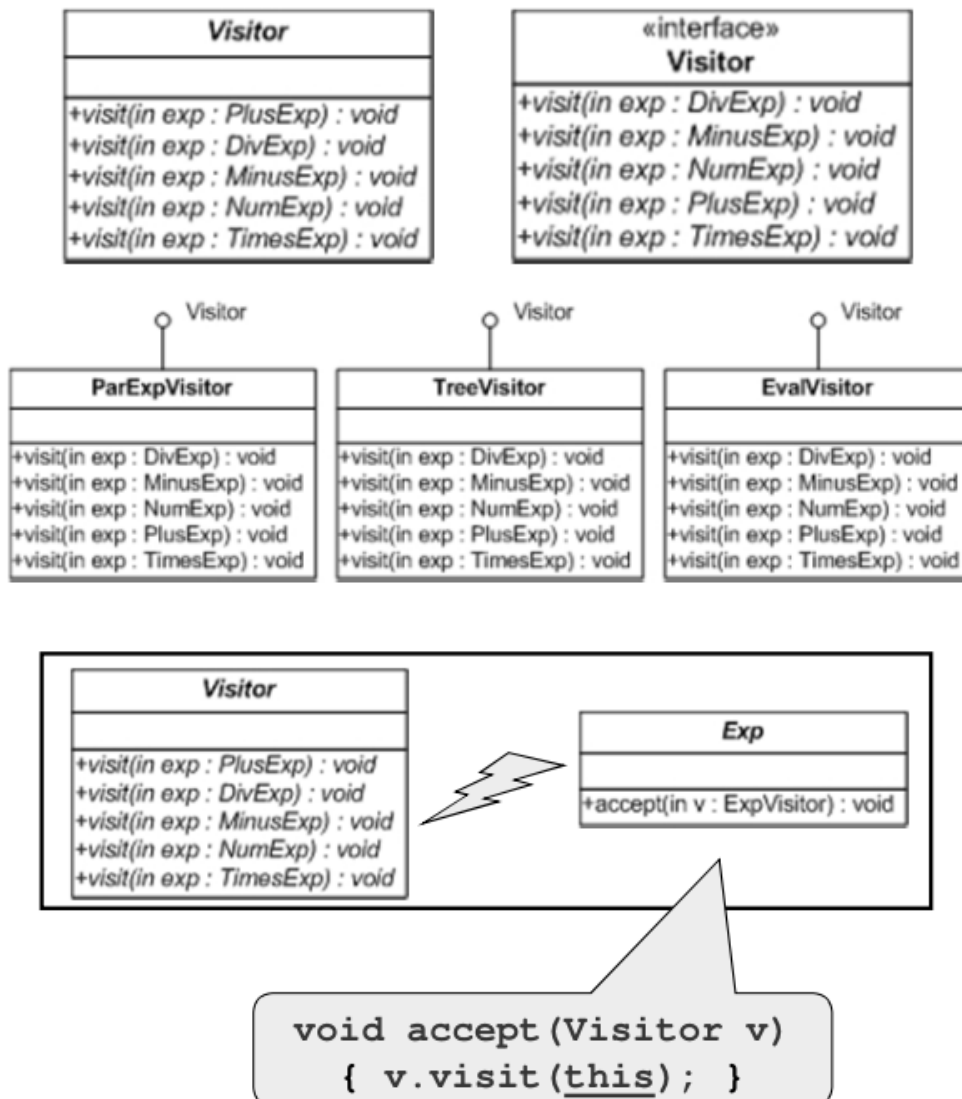 Visitor
+visit(in exp : PlusExp) : void
+visit(in exp : DivExp) : void
+visit(in exp : MinusExp) : void
+visit(in exp : NumExp) : void
+visit(in exp : TimesExp) : void
«interface»
Visitor
+visit(in exp : DivExp) : void
+visit(in exp : MinusExp) : void
+visit(in exp : NumExp) : void
+visit(in exp : PlusExp) : void
+visit(in exp : TimesExp) : void
Visitor
ParExpVisitor
+visit(in exp : DivExp) : void
+visit(in exp : MinusExp) : void
+visit(in exp : NumExp) : void
+visit(in exp : PlusExp) : void
+visit(in exp : TimesExp) : void
Visitor
TreeVisitor
+visit(in exp : DivExp) : void
+visit(in exp : MinusExp) : void
+visit(in exp : NumExp) : void
+visit(in exp : PlusExp) : void
+visit(in exp : TimesExp) : void
Visitor
EvalVisitor
+visit(in exp : DivExp) : void
+visit(in exp : MinusExp) : void
+visit(in exp : NumExp) : void
+visit(in exp : PlusExp) : void
+visit(in exp : TimesExp) : void
Visitor
+visit(in exp : PlusExp) : void
+visit(in exp : DivExp) : void
+visit(in exp : MinusExp) : void
+visit(in exp : NumExp) : void
+visit(in exp : TimesExp) : void
Exp
+accept(in v : ExpVisitor) : void
void accept(Visitor v)
{ v.visit(this); }